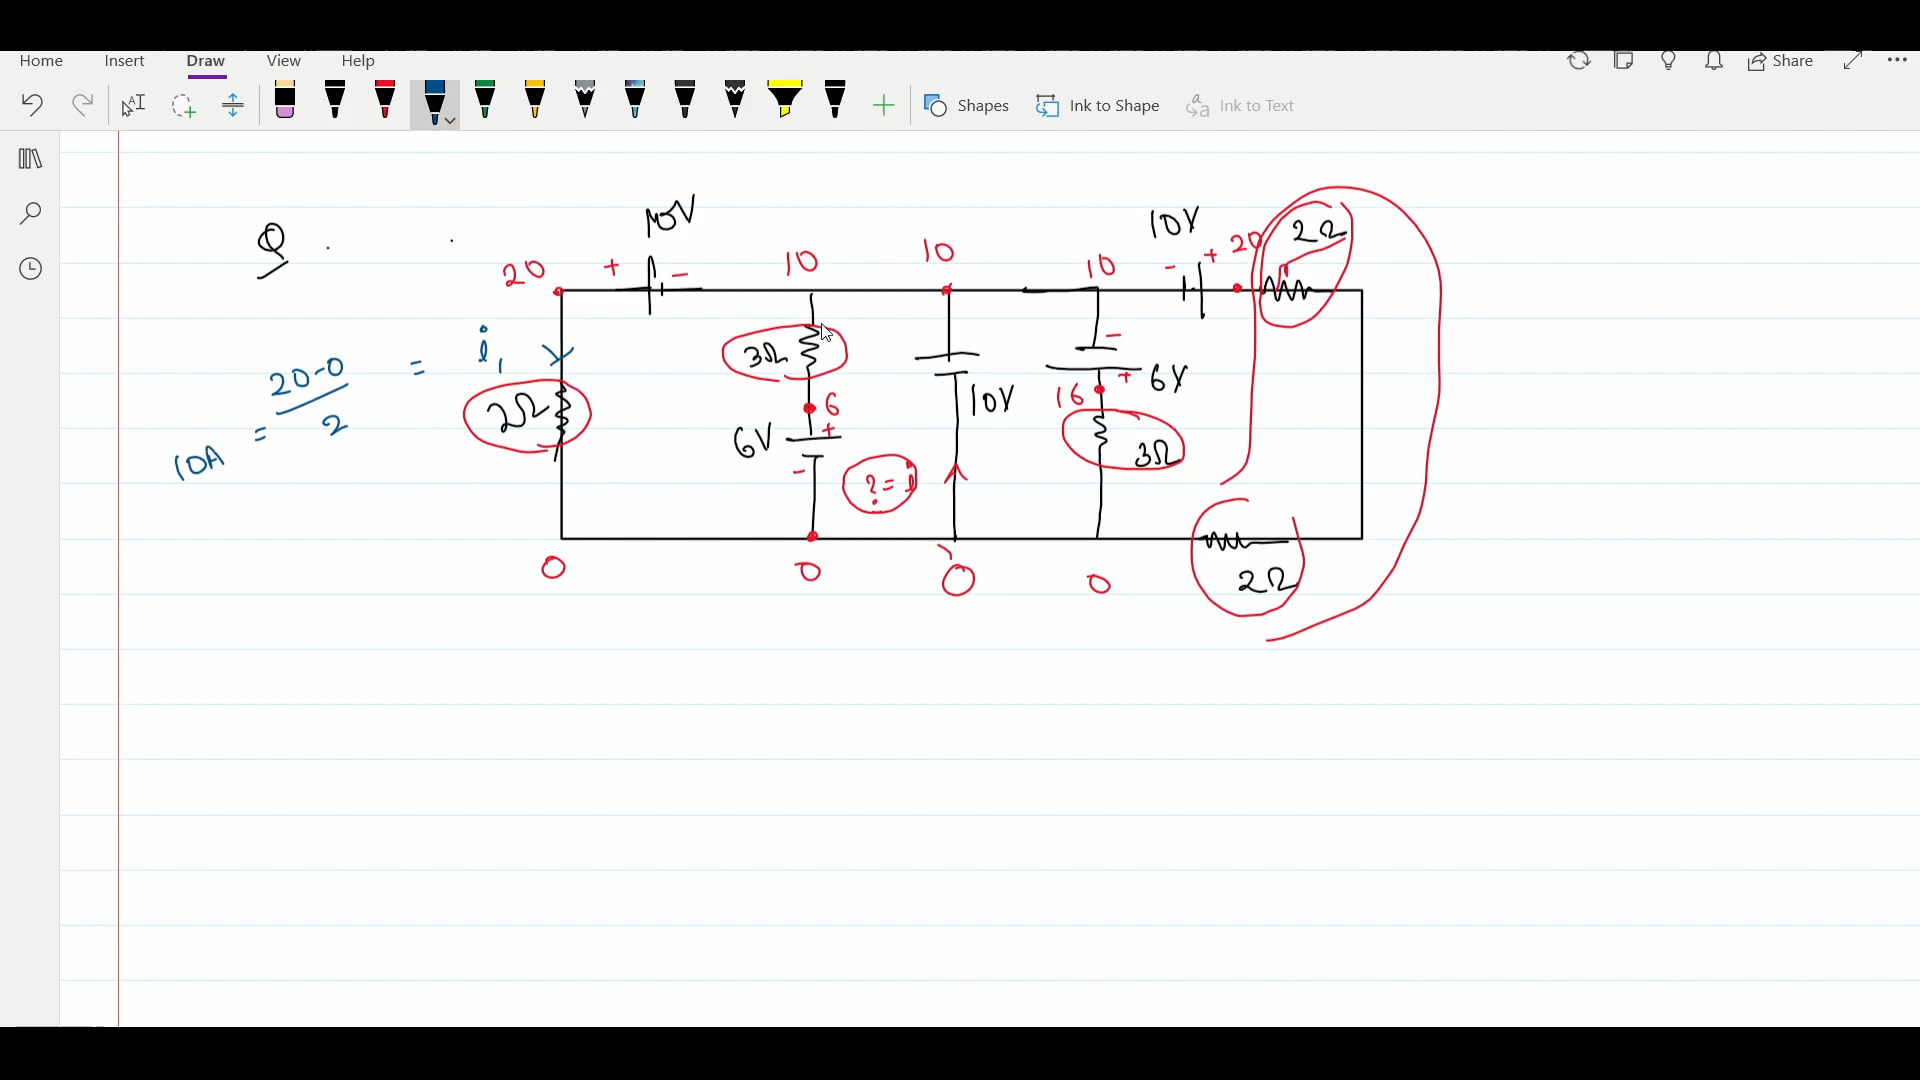 Home Insert Draw View Help Share
Shapes Ink to Shape Ink to Text
Q
10V
10V
2Ω
20 + - 10 10 10 - + 20
i₁
20-0 =
= 2
10A
2Ω
3Ω
6
6V + -
? = i
10V
- + 6V
16
3Ω
2Ω
0 0 0 0